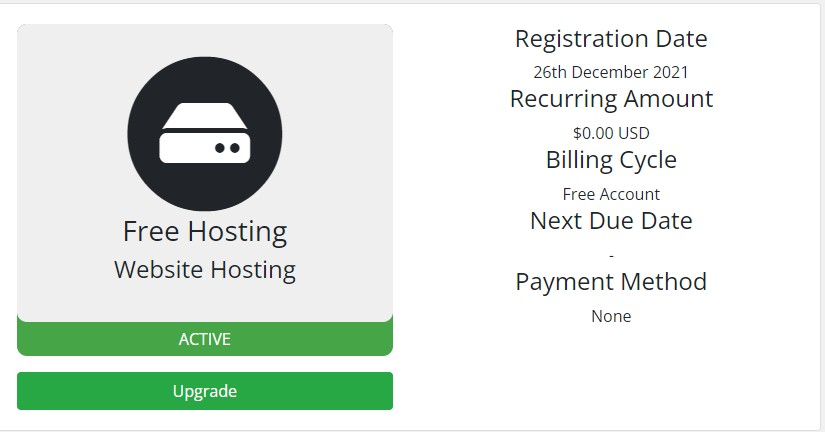 Free Hosting
Website Hosting
ACTIVE
Upgrade
Registration Date
26th December 2021
Recurring Amount
$0.00 USD
Billing Cycle
Free Account
Next Due Date
-
Payment Method
None